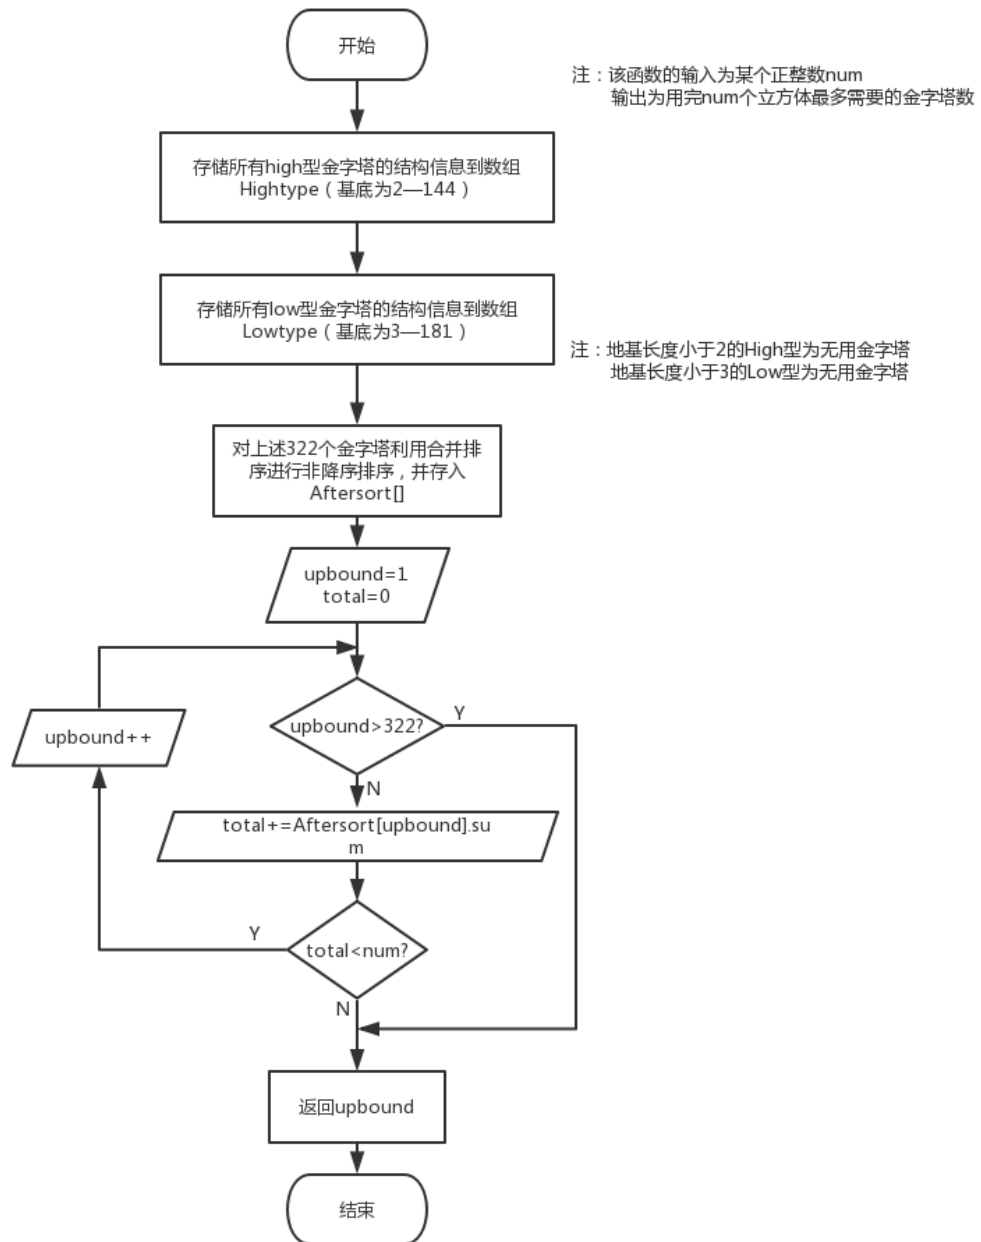 开始
注：该函数的输入为某个正整数num
输出为用完num个立方体最多需要的金字塔数
存储所有high型金字塔的结构信息到数组
Hightype（基底为2—144）
存储所有low型金字塔的结构信息到数组
Lowtype（基底为3—181）
注：地基长度小于2的High型为无用金字塔
地基长度小于3的Low型为无用金字塔
对上述322个金字塔利用合并排
序进行非降序排序，并存入
Aftersort[]
upbound=1
total=0
upbound>322?
Y
upbound++
N
total+=Aftersort[upbound].su
m
Y
total<num?
N
返回upbound
结束